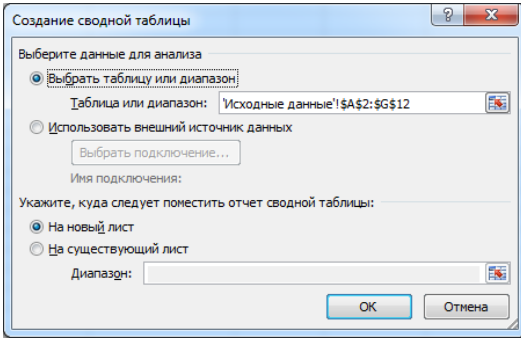 Создание сводной таблицы
Выберите данные для анализа
Выбрать таблицу или диапазон
Таблица или диапазон: 'Исходные данные'!$A$2:$G$12
Использовать внешний источник данных
Выбрать подключение...
Имя подключения:
Укажите, куда следует поместить отчет сводной таблицы:
На новый лист
На существующий лист
Диапазон:
ОК Отмена